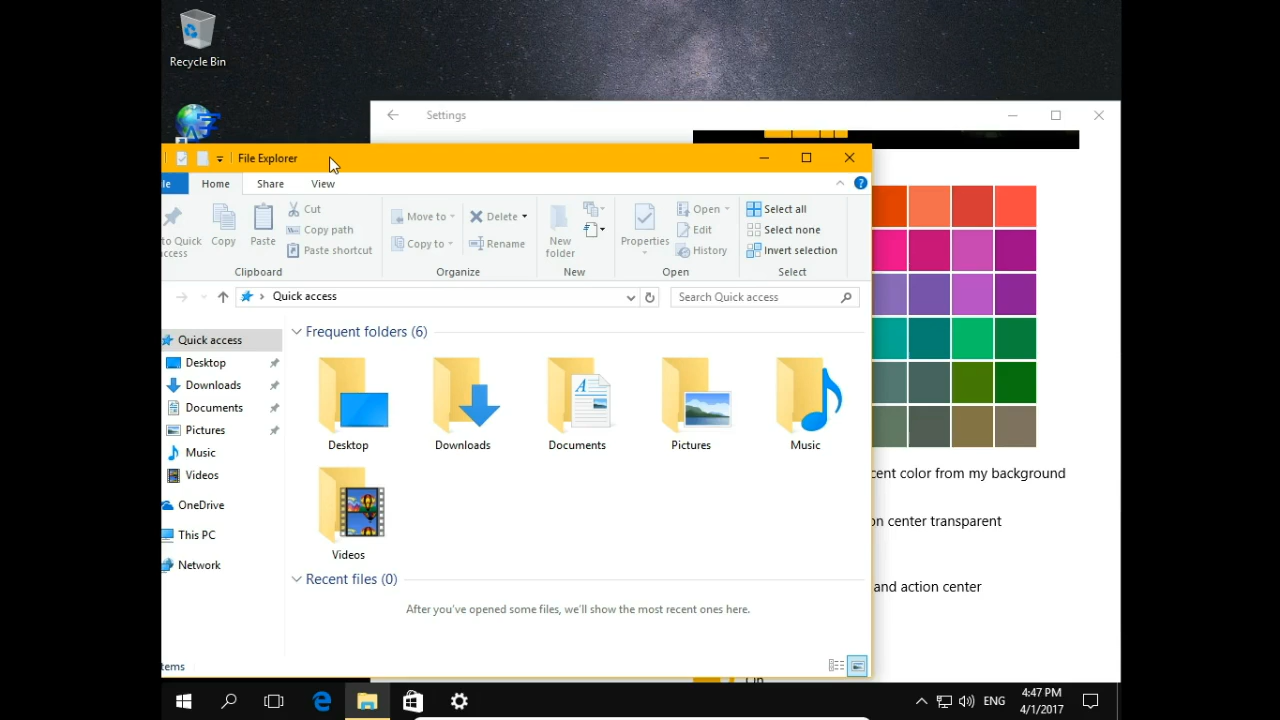 Recycle Bin
Settings
File Explorer
le
Home
Share
View
to Quick
access
Copy
Paste
Cut
Copy path
Paste shortcut
Clipboard
Move to
Copy to
Delete
Rename
Organize
New
folder
New
Properties
Open
Edit
History
Open
Select all
Select none
Invert selection
Select
Quick access
Search Quick access
Quick access
Desktop
Downloads
Documents
Pictures
Music
Videos
OneDrive
This PC
Network
Frequent folders (6)
Desktop
Downloads
Documents
Pictures
Music
Videos
Recent files (0)
After you've opened some files, we'll show the most recent ones here.
tems
cent color from my background
on center transparent
and action center
ENG
4:47 PM
4/1/2017